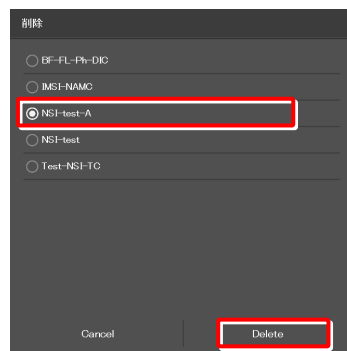 削除
BF-FL-Ph-DIC
IMSI-NAMC
NSI-test-A
NSI-test
Test-NSI-TC
Cancel
Delete